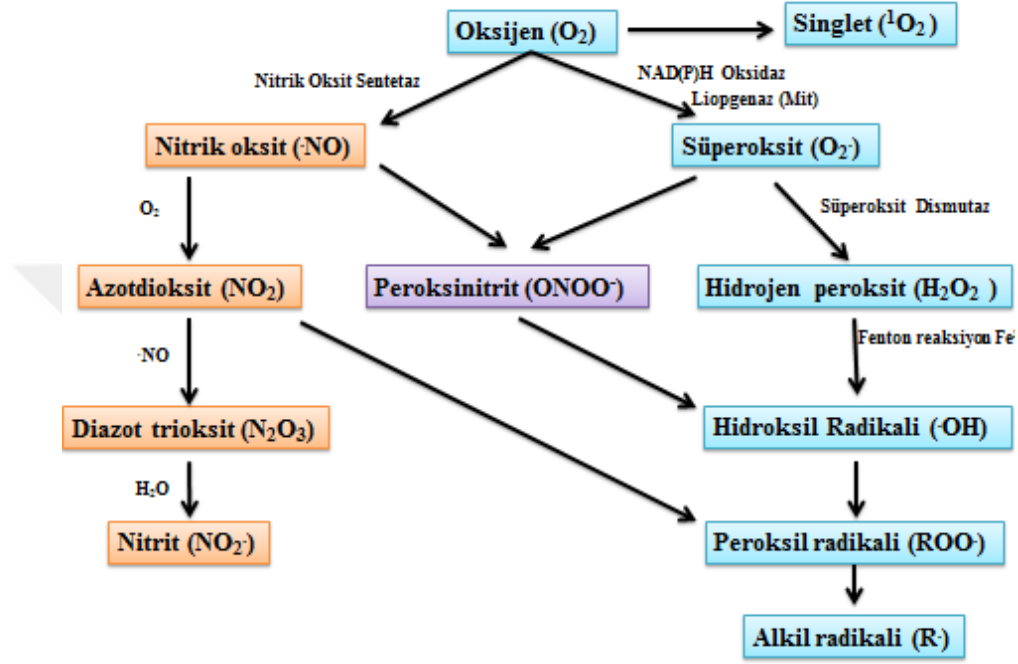 Oksijen (O₂)
Singlet (¹O₂ )
Nitrik Oksit Sentetaz
NAD(P)H Oksidaz
Liopgenaz (Mit)
Nitrik oksit (·NO)
Süperoksit (O₂·)
O₂
Süperoksit Dismutaz
Azotdioksit (NO₂)
Peroksinitrit (ONOO⁻)
Hidrojen peroksit (H₂O₂ )
·NO
Fenton reaksiyon Fe
Diazot trioksit (N₂O₃)
Hidroksil Radikali (·OH)
H₂O
Nitrit (NO₂·)
Peroksil radikali (ROO·)
Alkil radikali (R·)